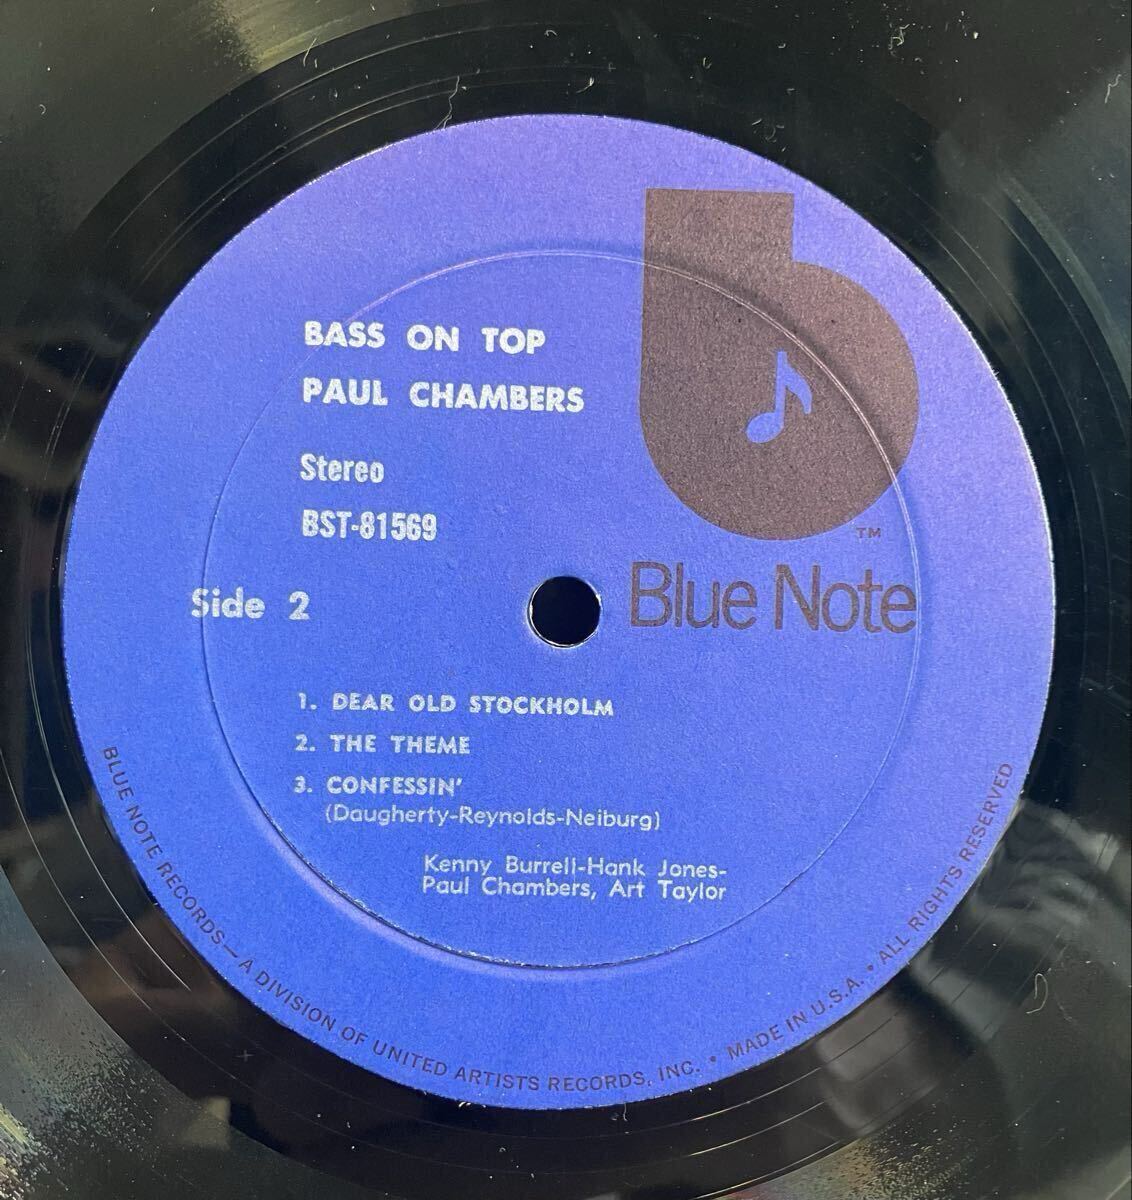 BASS ON TOP
PAUL CHAMBERS
Stereo
BST-81569
Side 2
TM
Blue Note
1. DEAR OLD STOCKHOLM
2. THE THEME
3. CONFESSIN'
(Daugherty-Reynolds-Neiburg)
Kenny Burrell-Hank Jones-
Paul Chambers, Art Taylor
BLUE NOTE RECORDS—A DIVISION OF UNITED ARTISTS RECORDS, INC. • MADE IN U.S.A. • ALL RIGHTS RESERVED